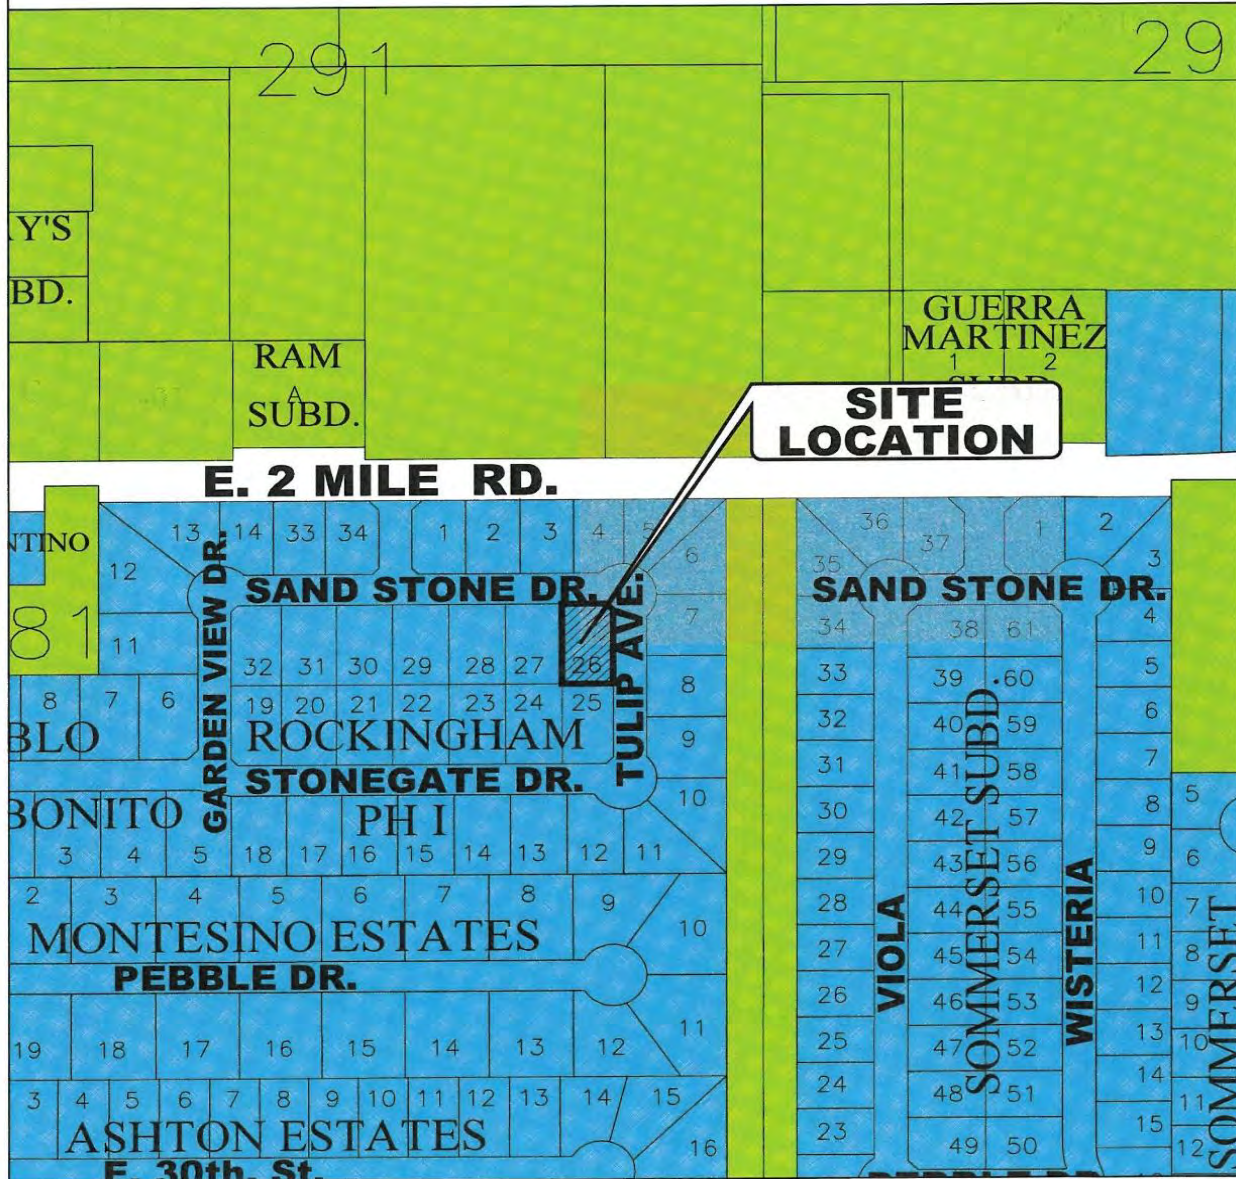 291
29
AY'S
BD.
GUERRA
MARTINEZ
1 2
SUBD.
RAM
A
SUBD.
SITE
LOCATION
E. 2 MILE RD.
NTINO
81
13 14 33 34 1 2 3 4 5
6
12
7
11
GARDEN VIEW DR.
SAND STONE DR.
TULIP AVE.
32 31 30 29 28 27 26
19 20 21 22 23 24 25
8 7 6
8
9
10
BLO
ROCKINGHAM
STONEGATE DR.
BONITO
PH I
3 4 5 18 17 16 15 14 13 12 11
2 3 4 5 6 7 8 9
10
MONTESINO ESTATES
PEBBLE DR.
11
19 18 17 16 15 14 13 12
3 4 5 6 7 8 9 10 11 12 13 14 15
16
ASHTON ESTATES
E. 30th. St.
36
37
1 2
35
3
SAND STONE DR.
34 38 61 4
33 39 60 5
32 40 59 6
31 41 58 7
30 42 57 8
29 43 56 9
28 44 55 10
27 45 54 11
26 46 53 12
25 47 52 13
24 48 51 14
23 49 50 15
VIOLA
SOMMERSET SUBD.
WISTERIA
5
6
7
8
9
10
11
12
SOMMERSET
PEBBLE DR.